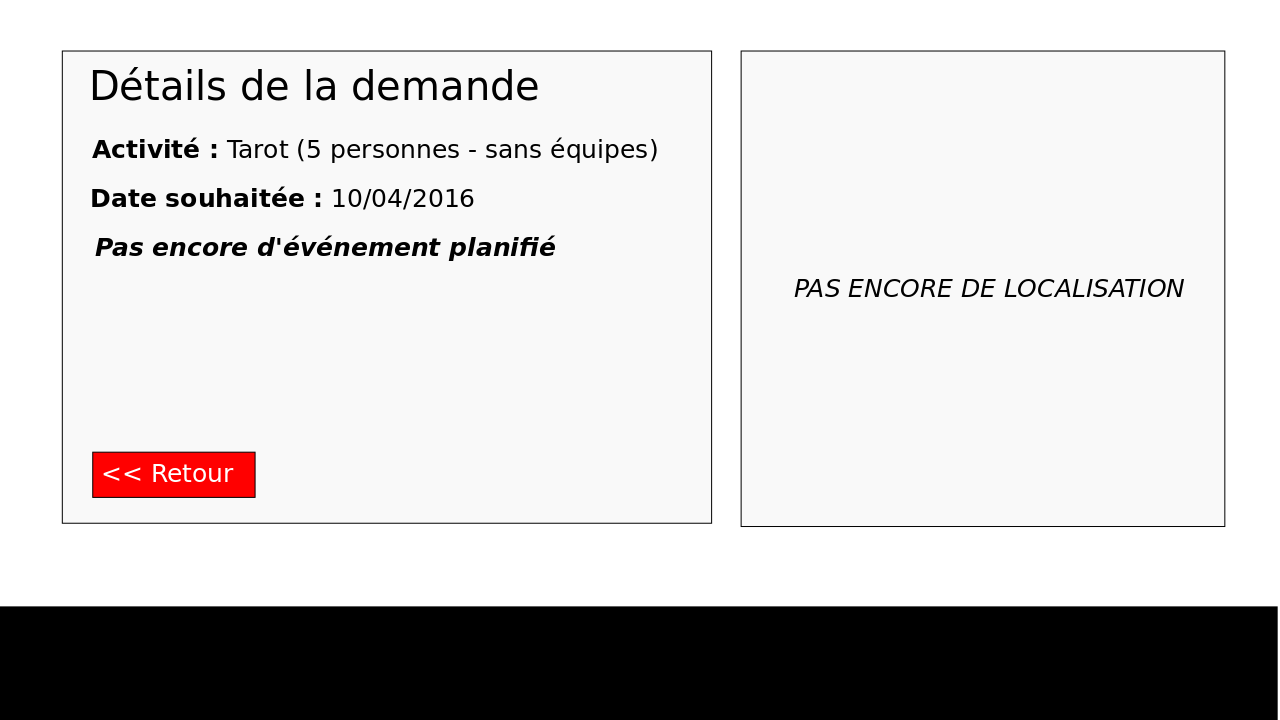 Détails de la demande
Activité : Tarot (5 personnes - sans équipes)
Date souhaitée : 10/04/2016
Pas encore d'événement planifié
<< Retour
PAS ENCORE DE LOCALISATION